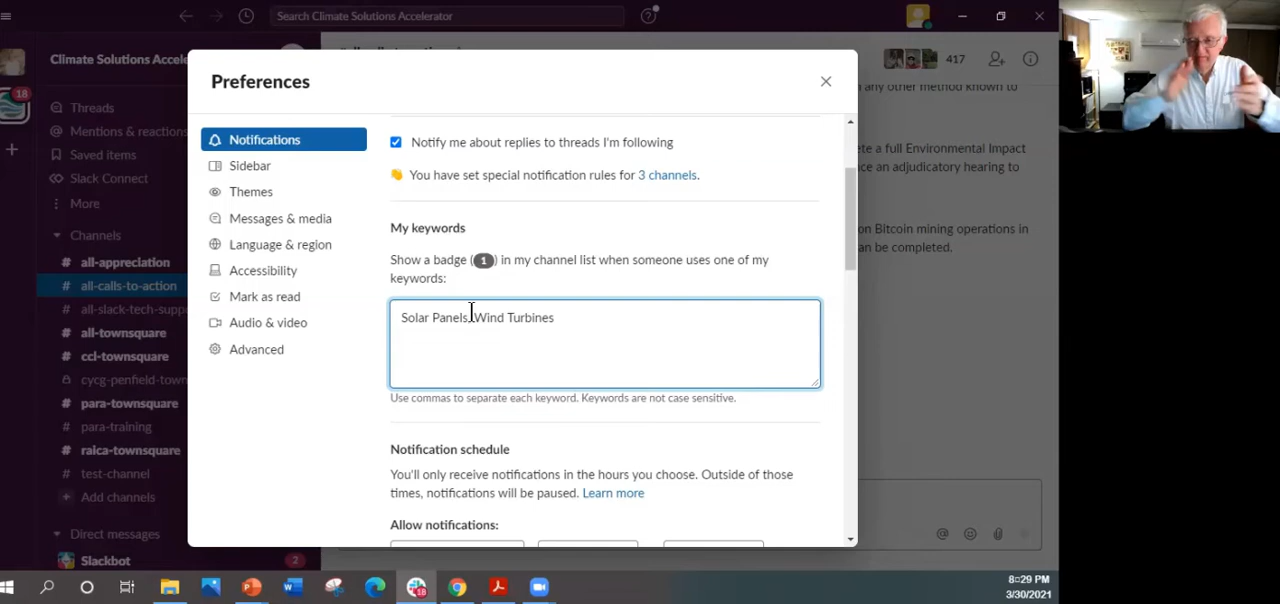 Search Climate Solutions Accelerator
Climate Solutions Accele
417
18
Threads
Mentions & reactions
Saved items
Slack Connect
More
Channels
# all-appreciation
# all-calls-to-action
# all-slack-tech-supp
# all-townsquare
# ccl-townsquare
cycg-penfield-town
# para-townsquare
# para-training
# raica-townsquare
# test-channel
+ Add channels
Direct messages
Slackbot
2
Preferences
Notifications
Sidebar
Themes
Messages & media
Language & region
Accessibility
Mark as read
Audio & video
Advanced
Notify me about replies to threads I'm following
You have set special notification rules for 3 channels.
My keywords
Show a badge (1) in my channel list when someone uses one of my
keywords:
Solar Panels, Wind Turbines
Use commas to separate each keyword. Keywords are not case sensitive.
Notification schedule
You'll only receive notifications in the hours you choose. Outside of those
times, notifications will be paused. Learn more
Allow notifications:
any other method known to
a full Environmental Impact
an adjudicatory hearing to
on Bitcoin mining operations in
can be completed.
18
8:29 PM
3/30/2021